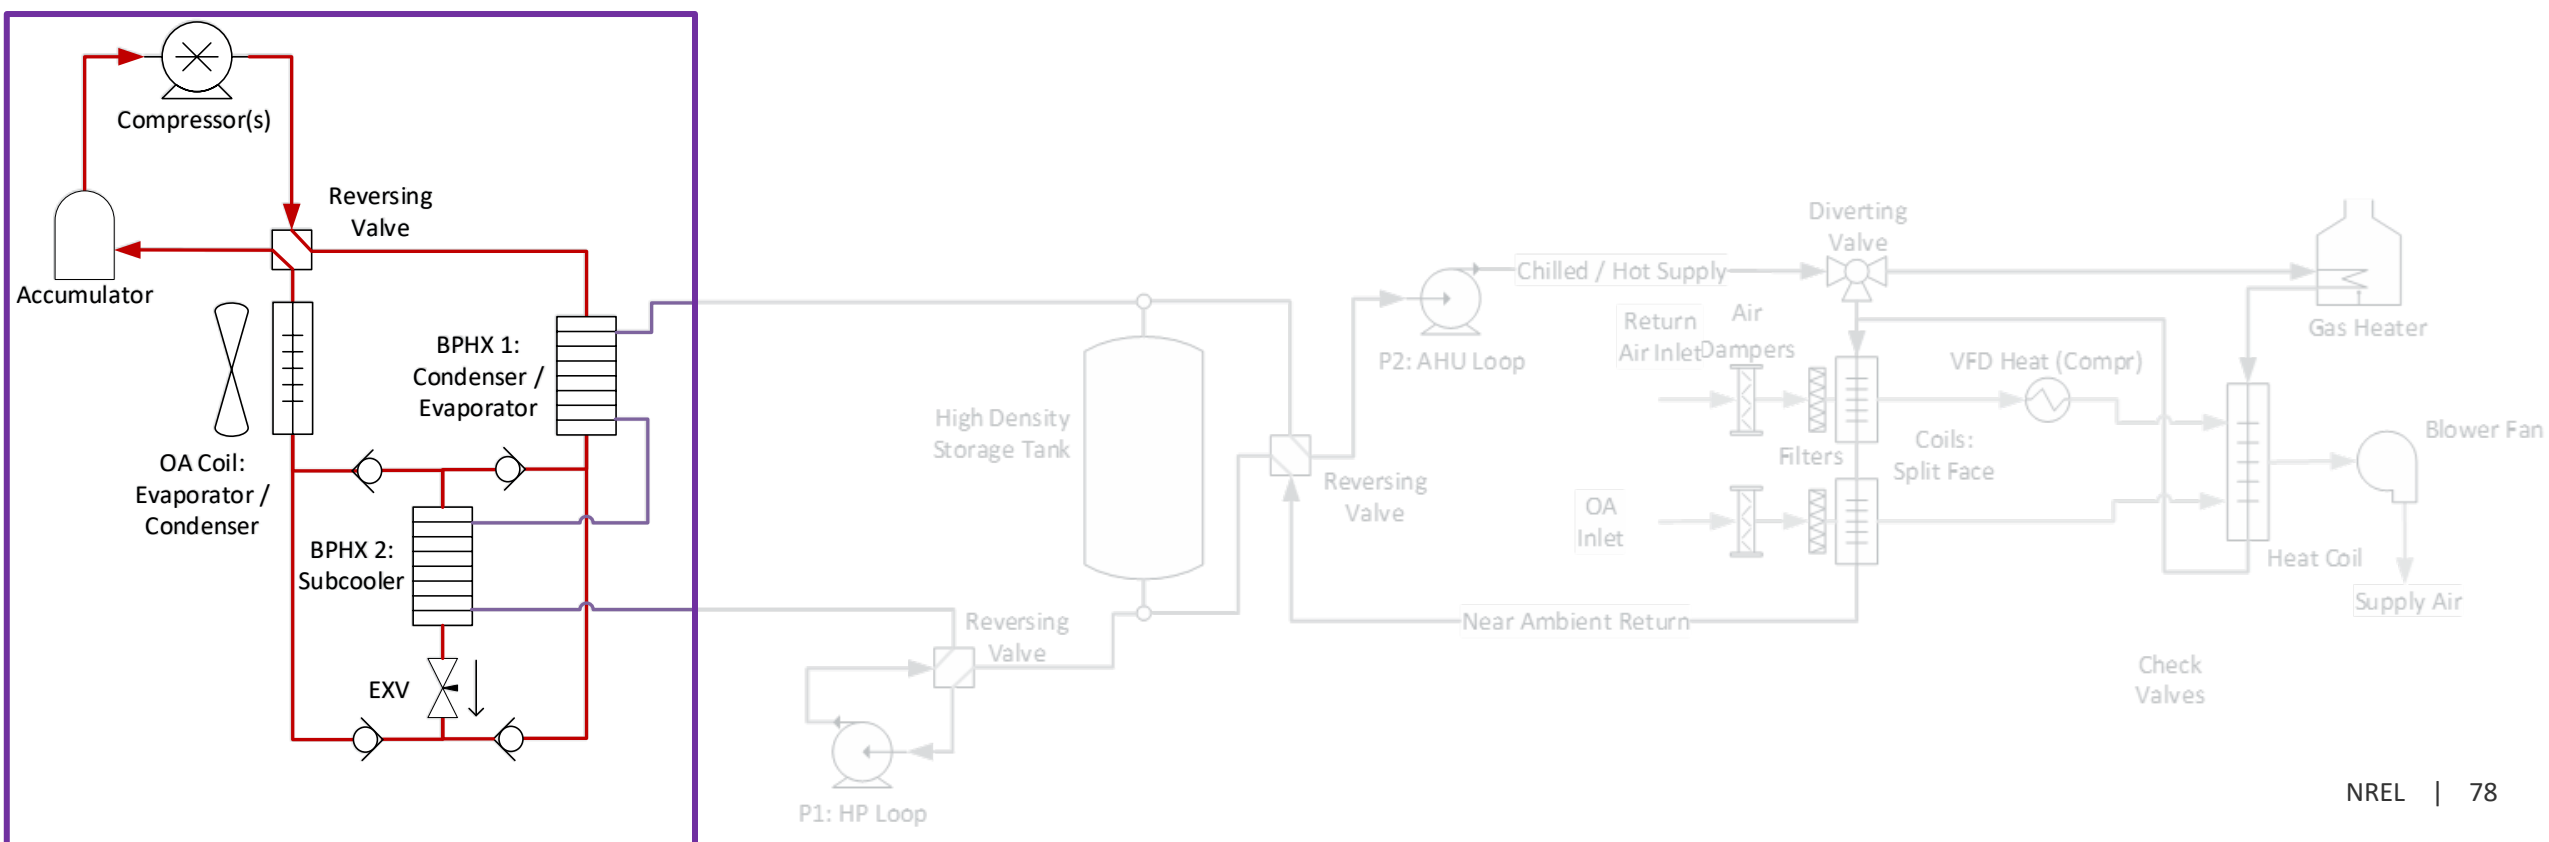 Compressor(s)
Reversing
Valve
Accumulator
BPHX 1:
Condenser /
Evaporator
OA Coil:
Evaporator /
Condenser
BPHX 2:
Subcooler
EXV
High Density
Storage Tank
Reversing
Valve
P1: HP Loop
Reversing
Valve
P2: AHU Loop
Chilled / Hot Supply
Near Ambient Return
Diverting
Valve
Return
Air Inlet
Air
Dampers
Filters
OA
Inlet
Coils:
Split Face
VFD Heat (Compr)
Gas Heater
Heat Coil
Blower Fan
Supply Air
Check
Valves
NREL | 78